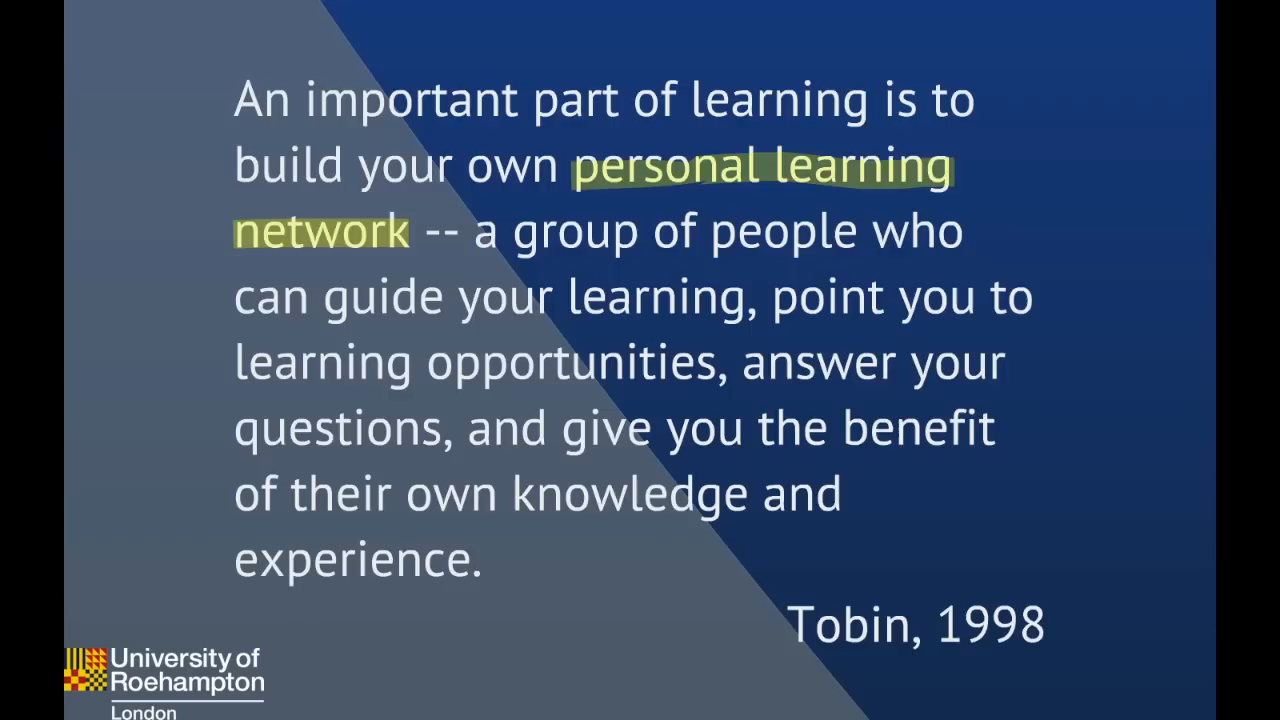 An important part of learning is to
build your own personal learning
network -- a group of people who
can guide your learning, point you to
learning opportunities, answer your
questions, and give you the benefit
of their own knowledge and
experience.
Tobin, 1998
University of
Roehampton
London